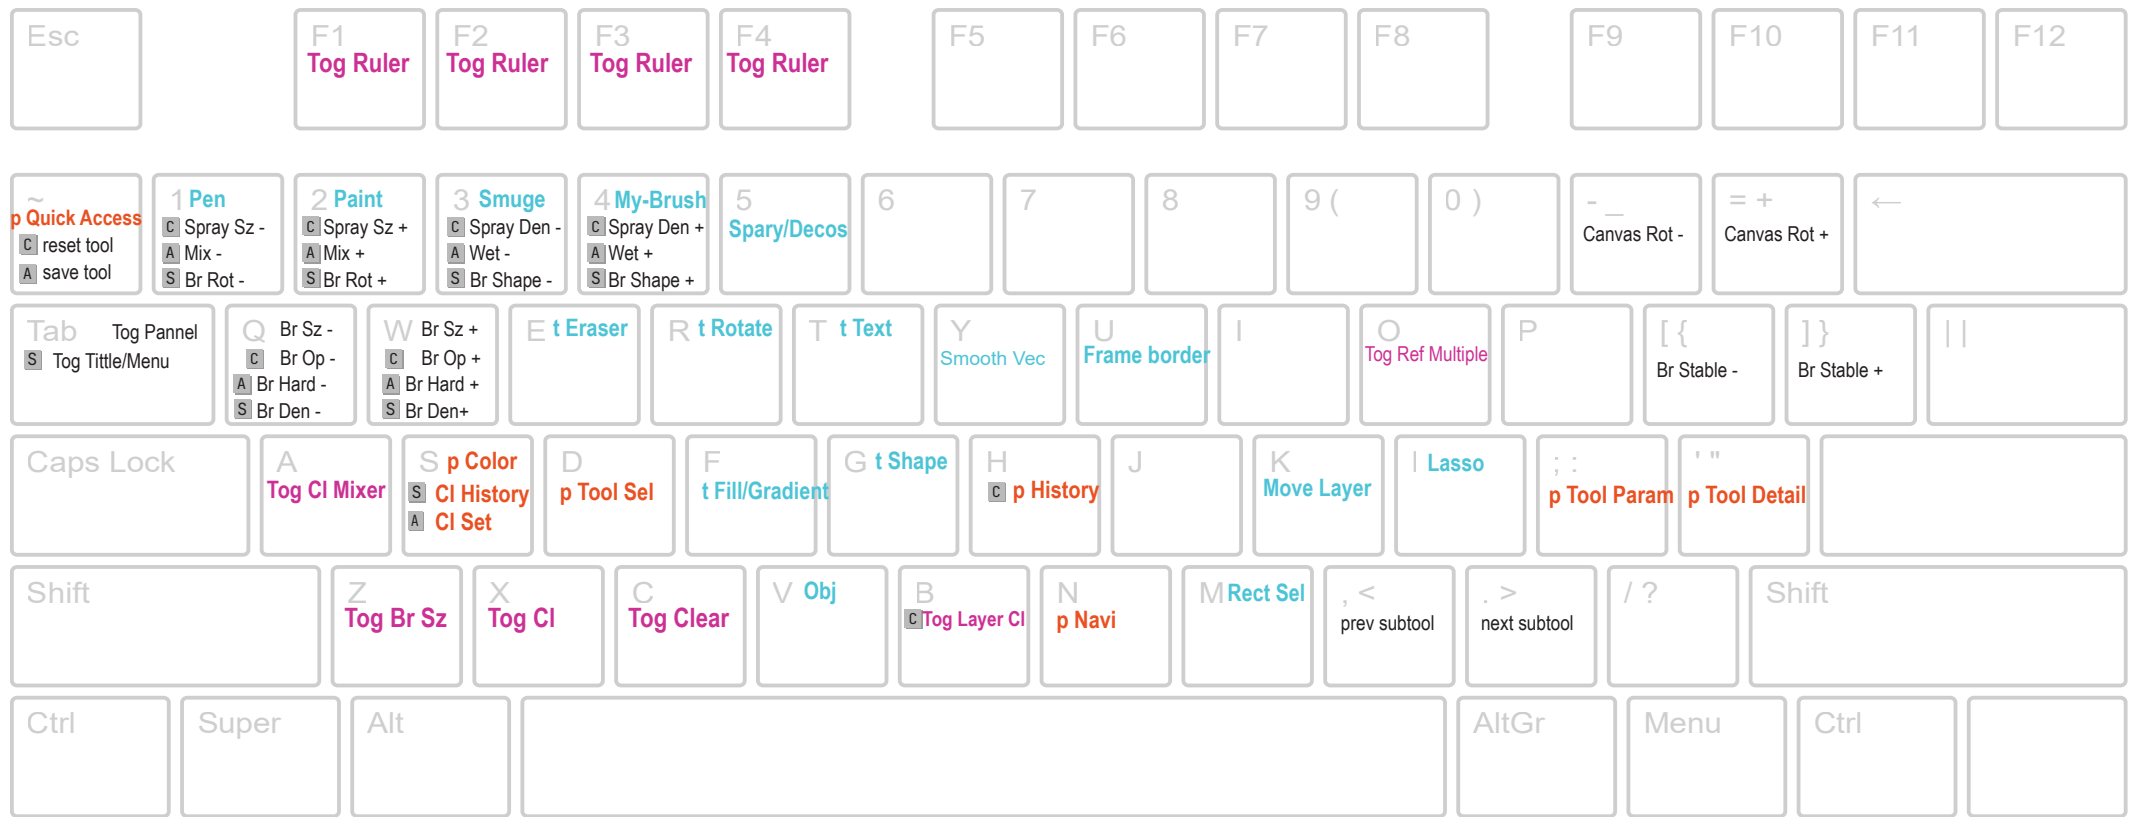 Esc F1 F2 F3 F4 F5 F6 F7 F8 F9 F10 F11 F12
Tog Ruler Tog Ruler Tog Ruler Tog Ruler
~ 1 Pen 2 Paint 3 Smuge 4 My-Brush 5 6 7 8 9 ( 0 ) - _ = + ←
p Quick Access C Spray Sz - C Spray Sz + C Spray Den - C Spray Den + Spary/Decos Canvas Rot - Canvas Rot +
C reset tool A Mix - A Mix + A Wet - A Wet +
A save tool S Br Rot - S Br Rot + S Br Shape - S Br Shape +
Tab Tog Pannel Q Br Sz - W Br Sz + E t Eraser R t Rotate T t Text Y U I O P [ { ] } | |
S Tog Tittle/Menu C Br Op - C Br Op + Smooth Vec Frame border Tog Ref Multiple Br Stable - Br Stable +
A Br Hard - A Br Hard +
S Br Den - S Br Den+
Caps Lock A S p Color D F G t Shape H J K l Lasso ; : ' "
Tog Cl Mixer S Cl History p Tool Sel t Fill/Gradient C p History Move Layer p Tool Param p Tool Detail
A Cl Set
Shift Z X C V Obj B N M Rect Sel , < . > / ? Shift
Tog Br Sz Tog Cl Tog Clear C Tog Layer Cl p Navi prev subtool next subtool
Ctrl Super Alt AltGr Menu Ctrl